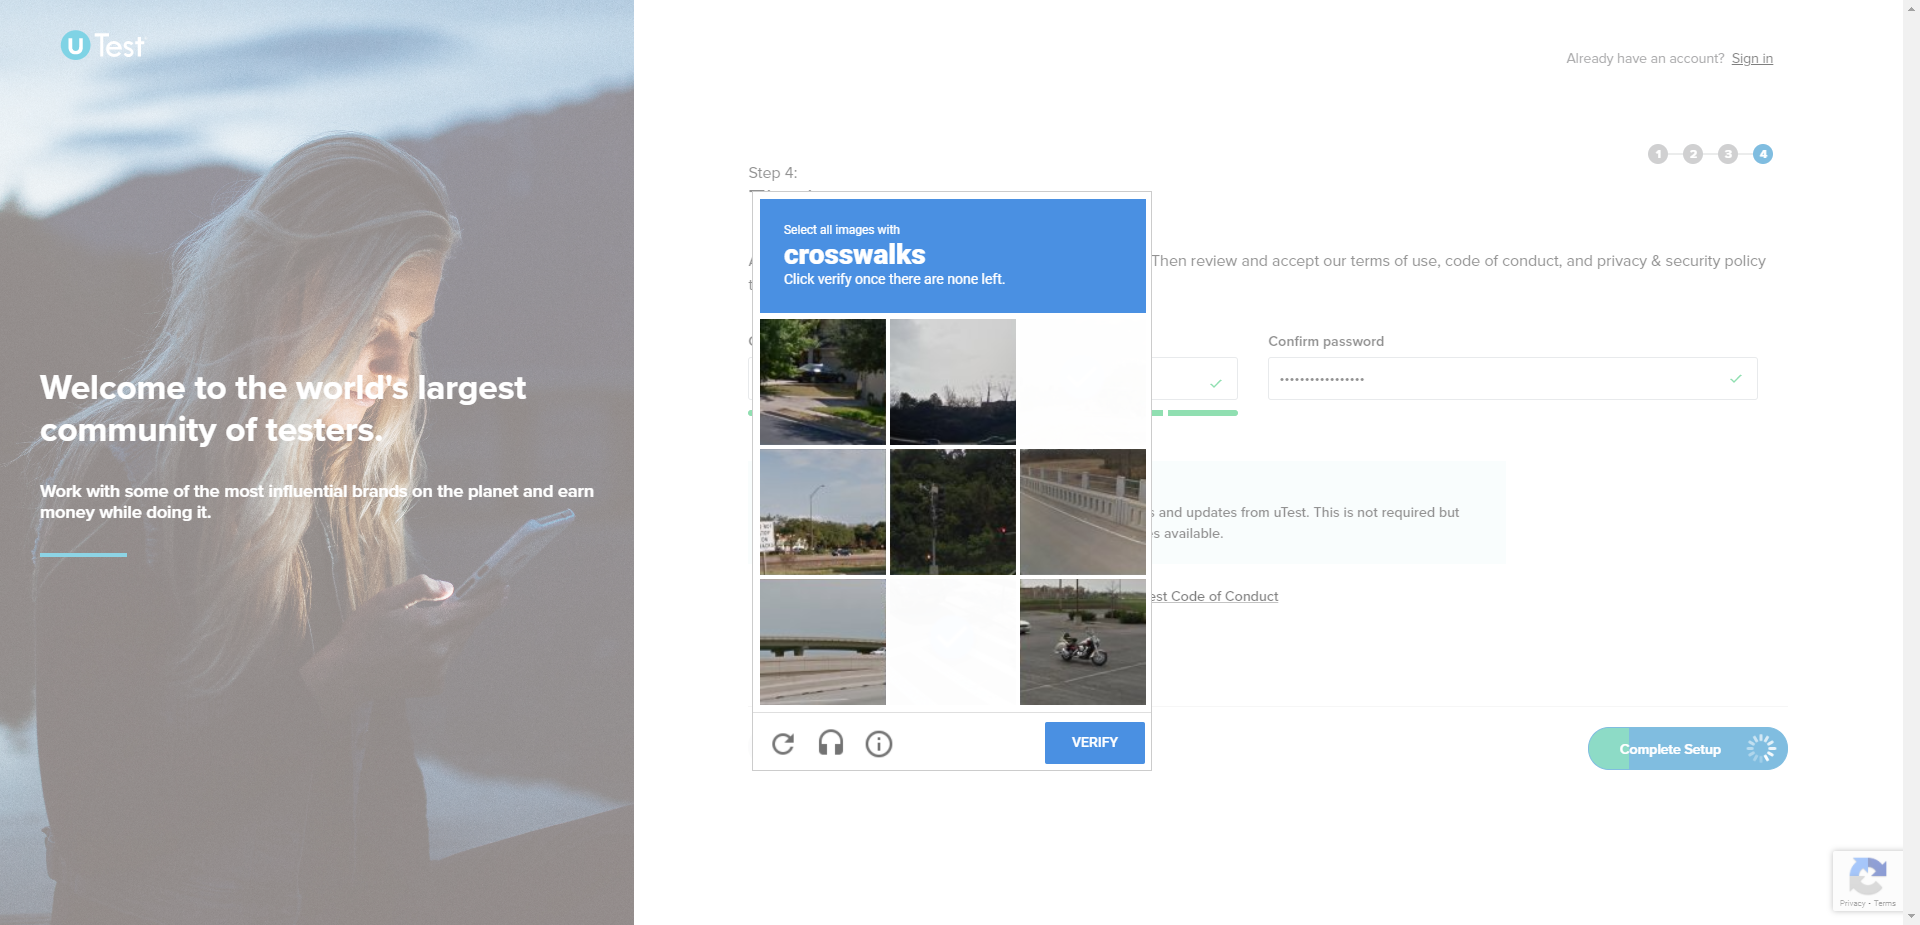 uTest
Already have an account? Sign in
1 2 3 4
Step 4:
Select all images with
crosswalks
Click verify once there are none left.
Then review and accept our terms of use, code of conduct, and privacy & security policy
Confirm password
•••••••••••••••••
Welcome to the world's largest
community of testers.
Work with some of the most influential brands on the planet and earn
money while doing it.
s and updates from uTest. This is not required but
s available.
est Code of Conduct
VERIFY
Complete Setup
Privacy - Terms